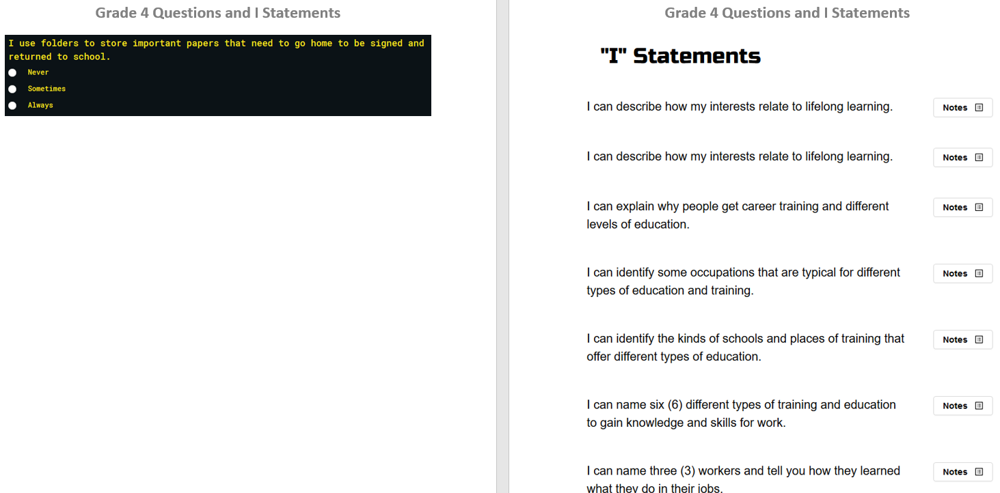 Grade 4 Questions and I Statements
I use folders to store important papers that need to go home to be signed and
returned to school.
Never
Sometimes
Always
Grade 4 Questions and I Statements
"I" Statements
I can describe how my interests relate to lifelong learning.
Notes
I can describe how my interests relate to lifelong learning.
Notes
I can explain why people get career training and different
levels of education.
Notes
I can identify some occupations that are typical for different
types of education and training.
Notes
I can identify the kinds of schools and places of training that
offer different types of education.
Notes
I can name six (6) different types of training and education
to gain knowledge and skills for work.
Notes
I can name three (3) workers and tell you how they learned
what they do in their jobs.
Notes